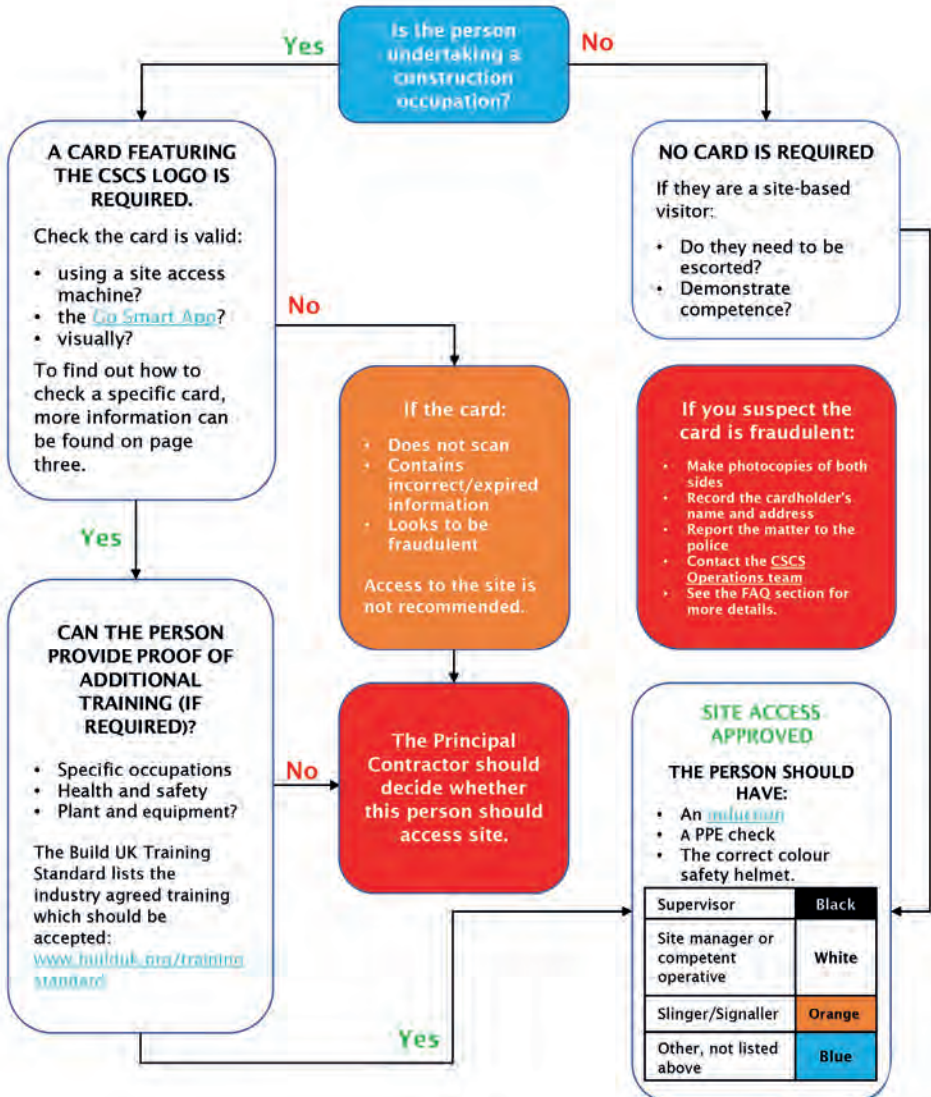 Is the person
undertaking a
construction
occupation?
Yes
No
A CARD FEATURING
THE CSCS LOGO IS
REQUIRED.
Check the card is valid:
• using a site access
machine?
• the Go Smart App?
• visually?
To find out how to
check a specific card,
more information can
be found on page
three.
NO CARD IS REQUIRED
If they are a site-based
visitor:
• Do they need to be
escorted?
• Demonstrate
competence?
No
If the card:
• Does not scan
• Contains
incorrect/expired
information
• Looks to be
fraudulent
Access to the site is
not recommended.
If you suspect the
card is fraudulent:
• Make photocopies of both
sides
• Record the cardholder's
name and address
• Report the matter to the
police
• Contact the CSCS
Operations team
• See the FAQ section for
more details.
Yes
CAN THE PERSON
PROVIDE PROOF OF
ADDITIONAL
TRAINING (IF
REQUIRED)?
• Specific occupations
• Health and safety
• Plant and equipment?
The Build UK Training
Standard lists the
industry agreed training
which should be
accepted:
www.builduk.org/training
standard
No
The Principal
Contractor should
decide whether
this person should
access site.
Yes
SITE ACCESS
APPROVED
THE PERSON SHOULD
HAVE:
• An induction
• A PPE check
• The correct colour
safety helmet.
Supervisor Black
Site manager or
competent
operative White
Slinger/Signaller Orange
Other, not listed
above Blue